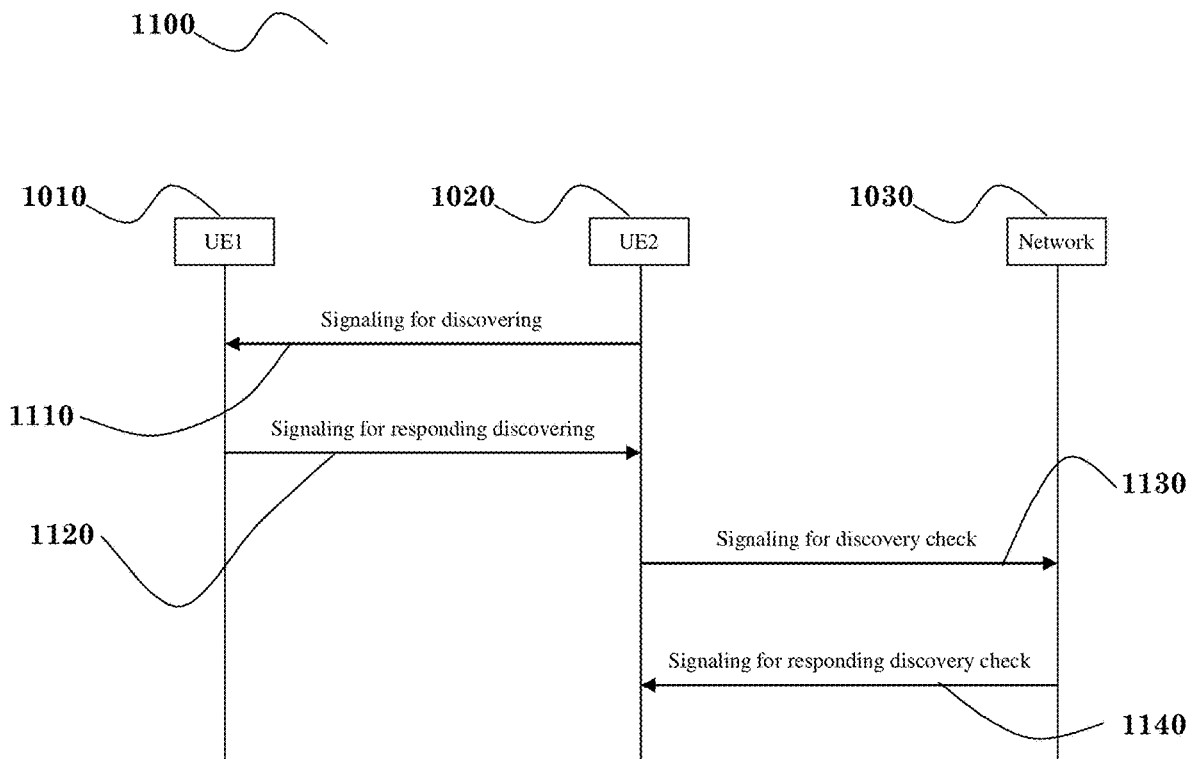 1100
1010
1020
1030
UE1
UE2
Network
Signaling for discovering
1110
Signaling for responding discovering
1130
1120
Signaling for discovery check
Signaling for responding discovery check
1140